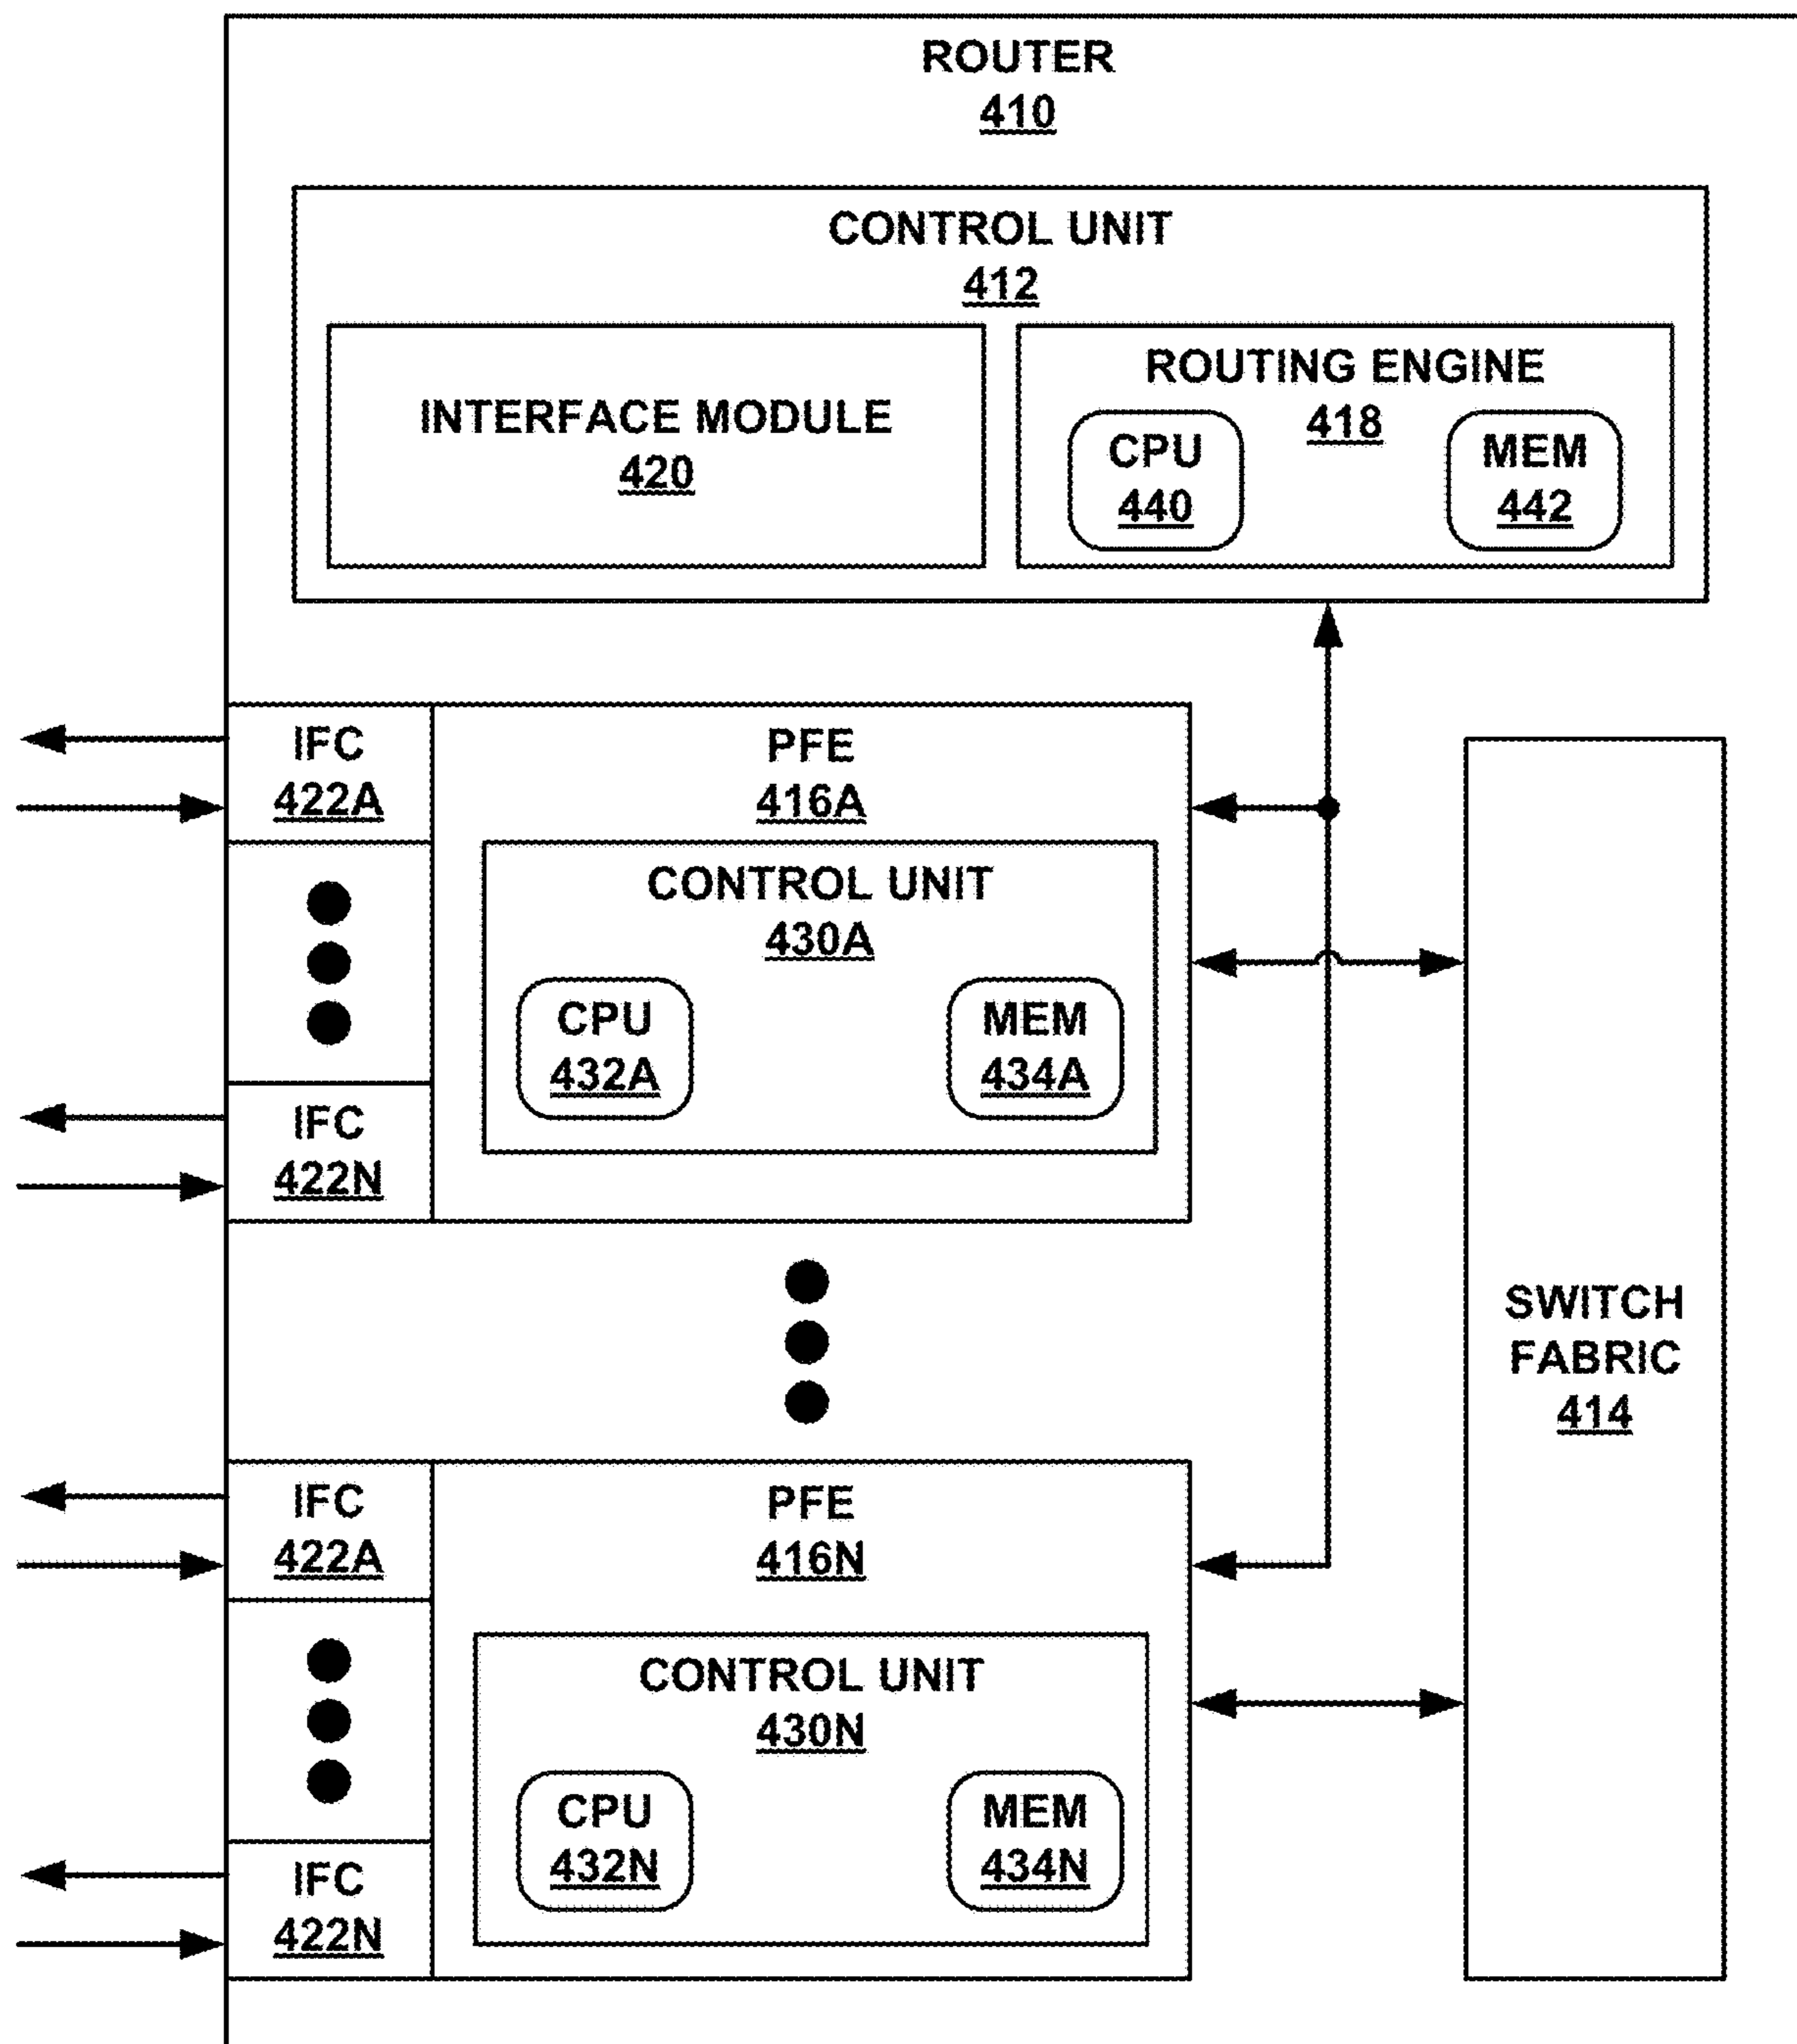 ROUTER
410
CONTROL UNIT
412
INTERFACE MODULE
420
ROUTING ENGINE
418
CPU
440
MEM
442
IFC
422A
PFE
416A
CONTROL UNIT
430A
CPU
432A
MEM
434A
IFC
422N
SWITCH
FABRIC
414
IFC
422A
PFE
416N
CONTROL UNIT
430N
CPU
432N
MEM
434N
IFC
422N